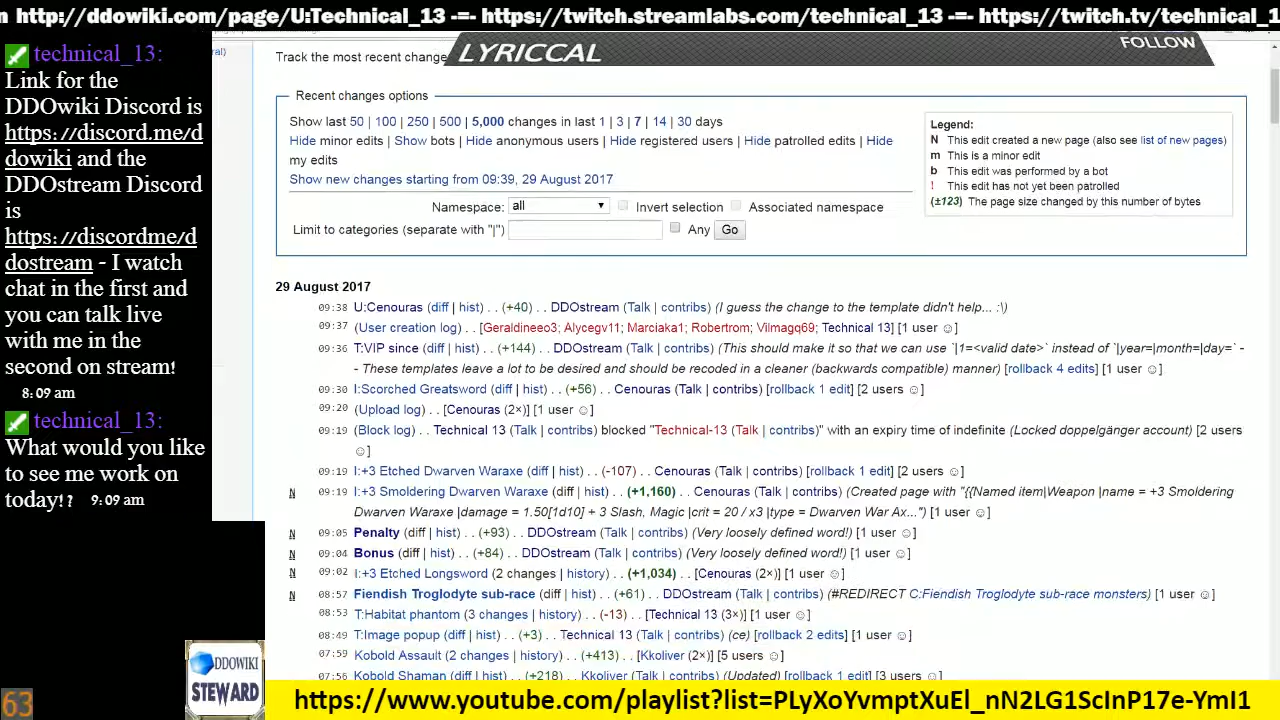 n http://ddowiki.com/page/U:Technical_13 -=- https://twitch.streamlabs.com/technical_13 -=- https://twitch.tv/technical_1
technical_13:
Link for the
DDOwiki Discord is
https://discord.me/d
dowiki and the
DDOstream Discord
is
https://discordme/d
dostream - I watch
chat in the first and
you can talk live
with me in the
second on stream!
8:09 am
technical_13:
What would you like
to see me work on
today!? 9:09 am
DDOWIKI
STEWARD
63
Track the most recent change
LYRICCAL
FOLLOW
Recent changes options
Show last 50 | 100 | 250 | 500 | 5,000 changes in last 1 | 3 | 7 | 14 | 30 days
Hide minor edits | Show bots | Hide anonymous users | Hide registered users | Hide patrolled edits | Hide
my edits
Show new changes starting from 09:39, 29 August 2017
Namespace: all Invert selection Associated namespace
Limit to categories (separate with "|") Any Go
Legend:
N This edit created a new page (also see list of new pages)
m This is a minor edit
b This edit was performed by a bot
! This edit has not yet been patrolled
(±123) The page size changed by this number of bytes
29 August 2017
09:38 U:Cenouras (diff | hist) . . (+40) . . DDOstream (Talk | contribs) (I guess the change to the template didn't help... :\)
09:37 (User creation log) . . [Geraldineeo3; Alycegv11; Marciaka1; Robertrom; Vilmagq69; Technical 13] [1 user ☺]
09:36 T:VIP since (diff | hist) . . (+144) . . DDOstream (Talk | contribs) (This should make it so that we can use `|1=<valid date>` instead of `|year=|month=|day=` -
- These templates leave a lot to be desired and should be recoded in a cleaner (backwards compatible) manner) [rollback 4 edits] [1 user ☺]
09:30 I:Scorched Greatsword (diff | hist) . . (+56) . . Cenouras (Talk | contribs) [rollback 1 edit] [2 users ☺]
09:20 (Upload log) . . [Cenouras (2×)] [1 user ☺]
09:19 (Block log) . . Technical 13 (Talk | contribs) blocked "Technical-13 (Talk | contribs)" with an expiry time of indefinite (Locked doppelgänger account) [2 users
☺]
09:19 I:+3 Etched Dwarven Waraxe (diff | hist) . . (-107) . . Cenouras (Talk | contribs) [rollback 1 edit] [2 users ☺]
N 09:19 I:+3 Smoldering Dwarven Waraxe (diff | hist) . . (+1,160) . . Cenouras (Talk | contribs) (Created page with "{{Named item|Weapon |name = +3 Smoldering
Dwarven Waraxe |damage = 1.50[1d10] + 3 Slash, Magic |crit = 20 / x3 |type = Dwarven War Ax...") [1 user ☺]
N 09:05 Penalty (diff | hist) . . (+93) . . DDOstream (Talk | contribs) (Very loosely defined word!) [1 user ☺]
N 09:04 Bonus (diff | hist) . . (+84) . . DDOstream (Talk | contribs) (Very loosely defined word!) [1 user ☺]
N 09:02 I:+3 Etched Longsword (2 changes | history) . . (+1,034) . . [Cenouras (2×)] [1 user ☺]
N 08:57 Fiendish Troglodyte sub-race (diff | hist) . . (+61) . . DDOstream (Talk | contribs) (#REDIRECT C:Fiendish Troglodyte sub-race monsters) [1 user ☺]
08:53 T:Habitat phantom (3 changes | history) . . (-13) . . [Technical 13 (3×)] [1 user ☺]
08:49 T:Image popup (diff | hist) . . (+3) . . Technical 13 (Talk | contribs) (ce) [rollback 2 edits] [1 user ☺]
07:59 Kobold Assault (2 changes | history) . . (+413) . . [Kkoliver (2×)] [5 users ☺]
07:56 Kobold Shaman (diff | hist) . . (+218) . . Kkoliver (Talk | contribs) (Updated) [rollback 1 edit] [3 users ☺]
https://www.youtube.com/playlist?list=PLyXoYvmptXuEl_nN2LG1ScInP17e-YmI1